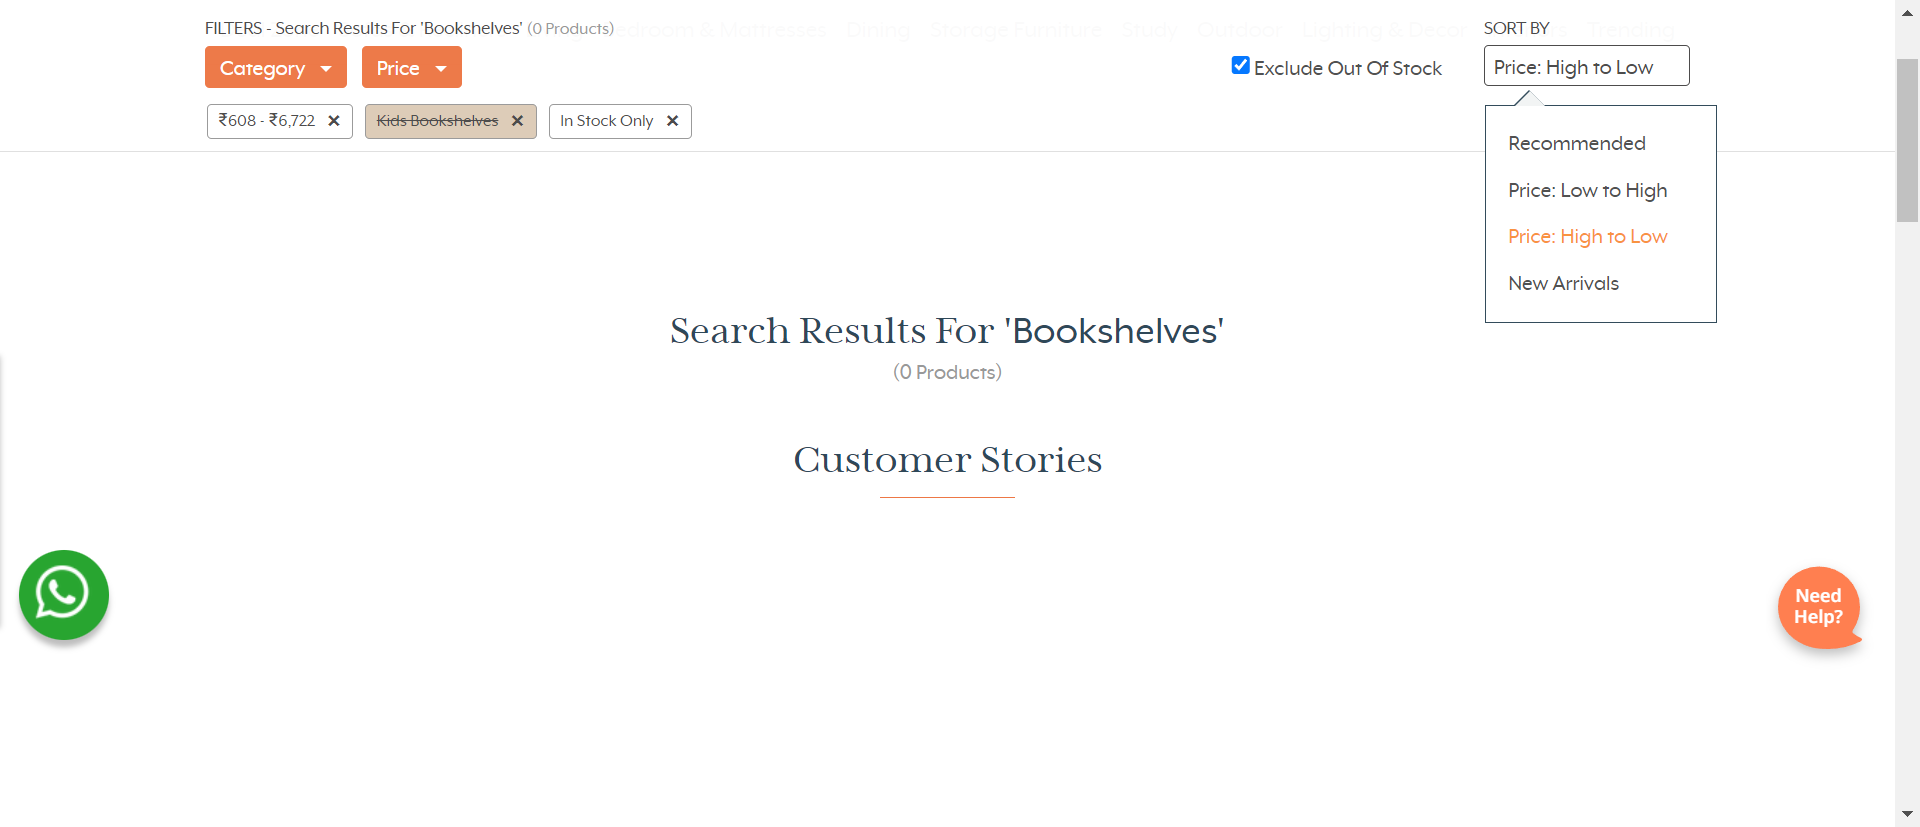 FILTERS - Search Results For 'Bookshelves' (0 Products)
edroom & Mattresses Dining Storage Furniture Study Outdoor Lighting & Decor Trending
SORT BY
Category Price
Exclude Out Of Stock
Price: High to Low
₹608 - ₹6,722 ✕
Kids Bookshelves ✕
In Stock Only ✕
Recommended
Price: Low to High
Price: High to Low
New Arrivals
Search Results For 'Bookshelves'
(0 Products)
Customer Stories
Need
Help?